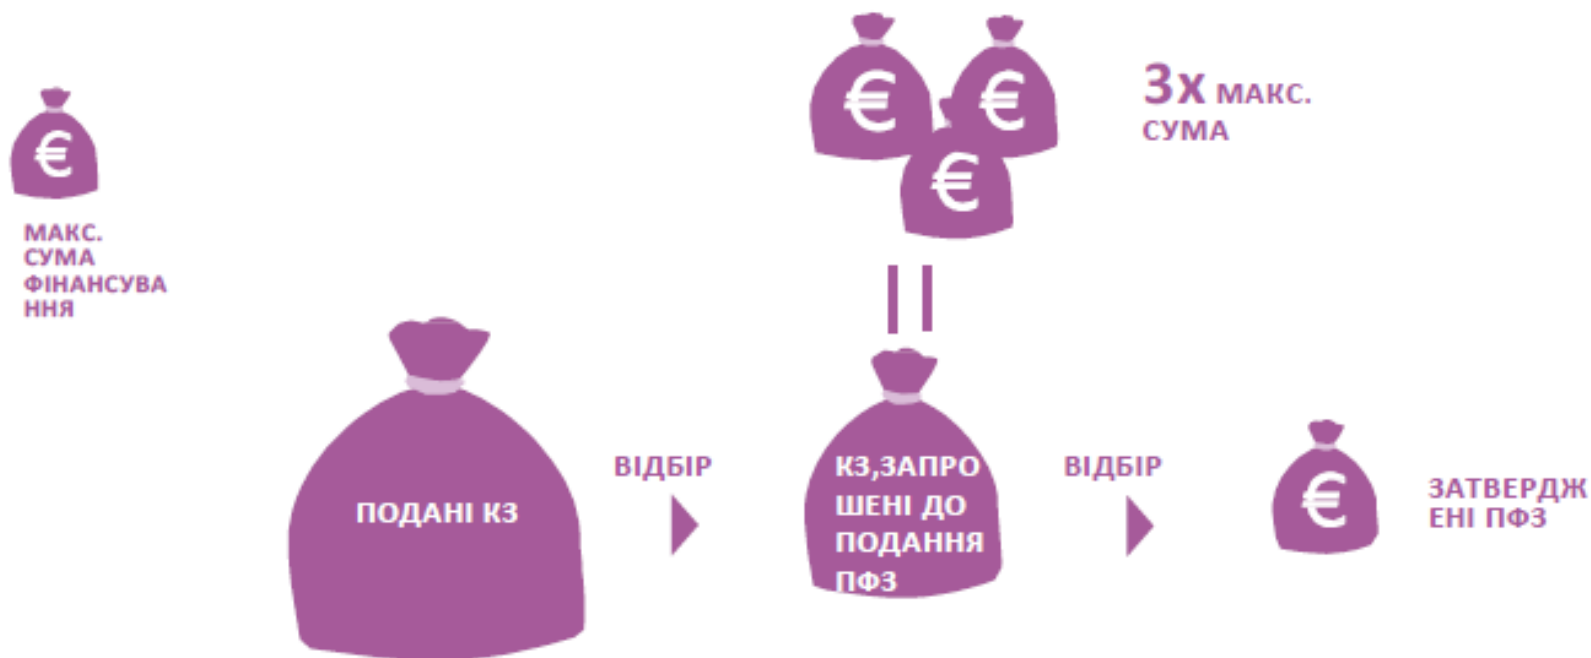 €
€
€
€
3х МАКС.
СУМА
МАКС.
СУМА
ФІНАНСУВА
ННЯ
ПОДАНІ КЗ
ВІДБІР
КЗ,ЗАПРО
ШЕНІ ДО
ПОДАННЯ
ПФЗ
ВІДБІР
€
ЗАТВЕРДЖ
ЕНІ ПФЗ